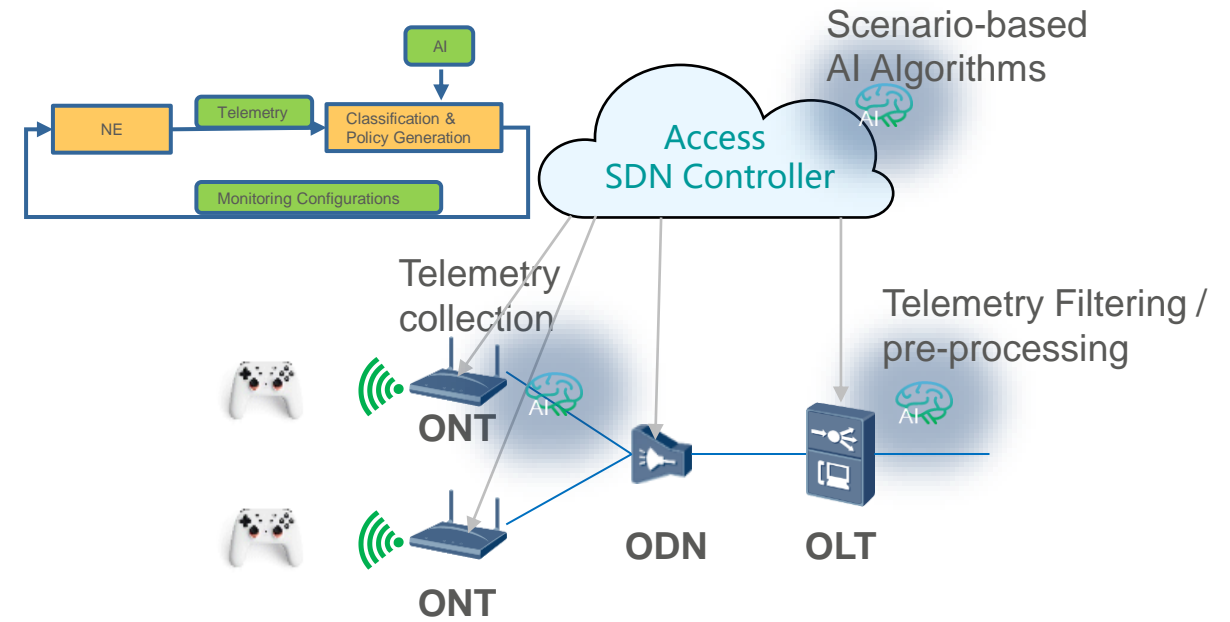 Scenario-based
AI Algorithms
AI
AI
Telemetry
Classification &
Policy Generation
NE
Monitoring Configurations
Access
SDN Controller
Telemetry
collection
Telemetry Filtering /
pre-processing
AI
AI
ONT
ODN
OLT
ONT